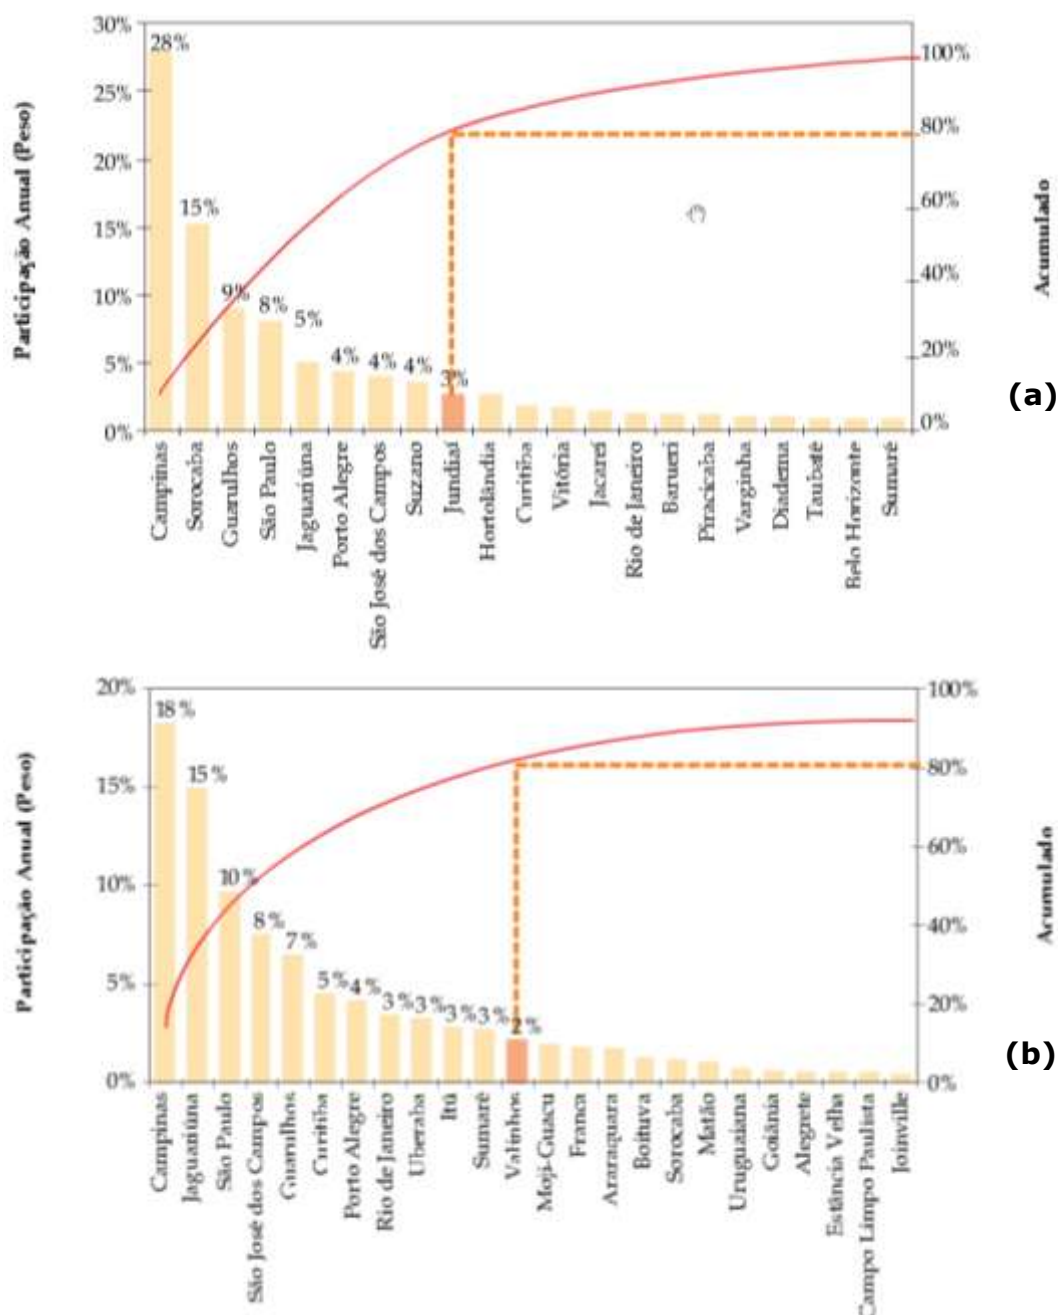 30%
25%
20%
15%
10%
5%
0%
Participação Anual (Peso)
28%
15%
9%
8%
5%
4%
4%
4%
3%
100%
80%
60%
40%
20%
0%
Acumulado
(a)
Campinas
Sorocaba
Guarulhos
São Paulo
Jaguariúna
Porto Alegre
São José dos Campos
Suzano
Jundiaí
Hortolândia
Curitiba
Vitória
Jacareí
Rio de Janeiro
Barueri
Piracicaba
Varginha
Diadema
Taubaté
Belo Horizonte
Sumaré
20%
15%
10%
5%
0%
Participação Anual (Peso)
18%
15%
10%
8%
7%
5%
4%
3%
3%
3%
3%
2%
100%
80%
60%
40%
20%
0%
Acumulado
(b)
Campinas
Jaguariúna
São Paulo
São José dos Campos
Guarulhos
Curitiba
Porto Alegre
Rio de Janeiro
Uberaba
Itú
Sumaré
Valinhos
Moji-Guacu
Franca
Araraquara
Boituva
Sorocaba
Matão
Uruguaiana
Goiânia
Alegrete
Estância Velha
Campo Limpo Paulista
Joinville